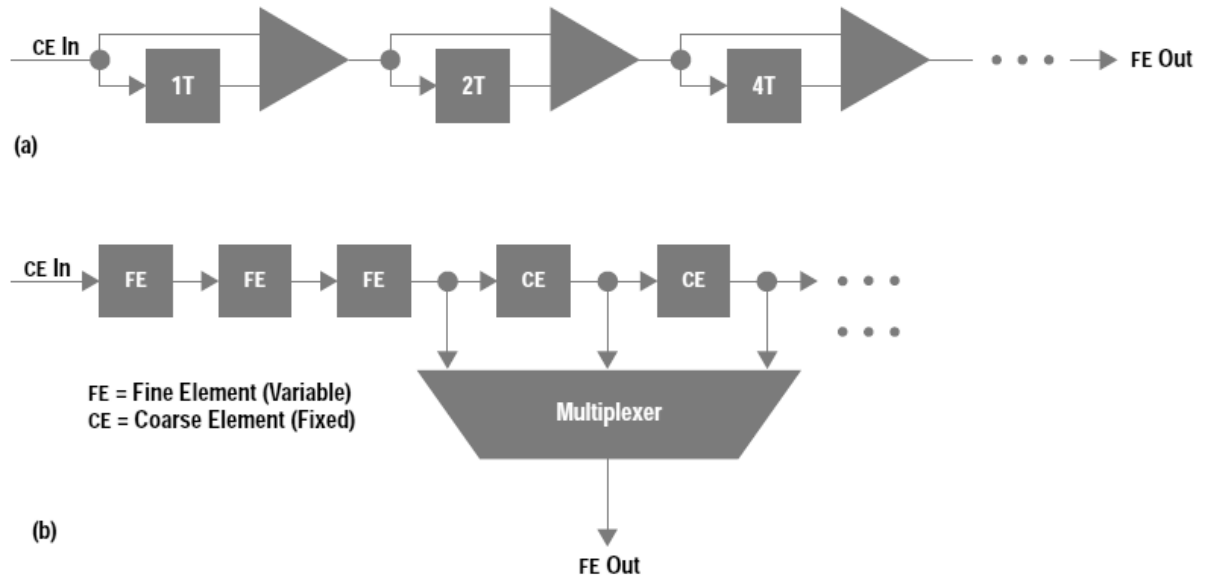 CE In
1T
2T
4T
FE Out
(a)
CE In
FE
FE
FE
CE
CE
FE = Fine Element (Variable)
CE = Coarse Element (Fixed)
Multiplexer
(b)
FE Out